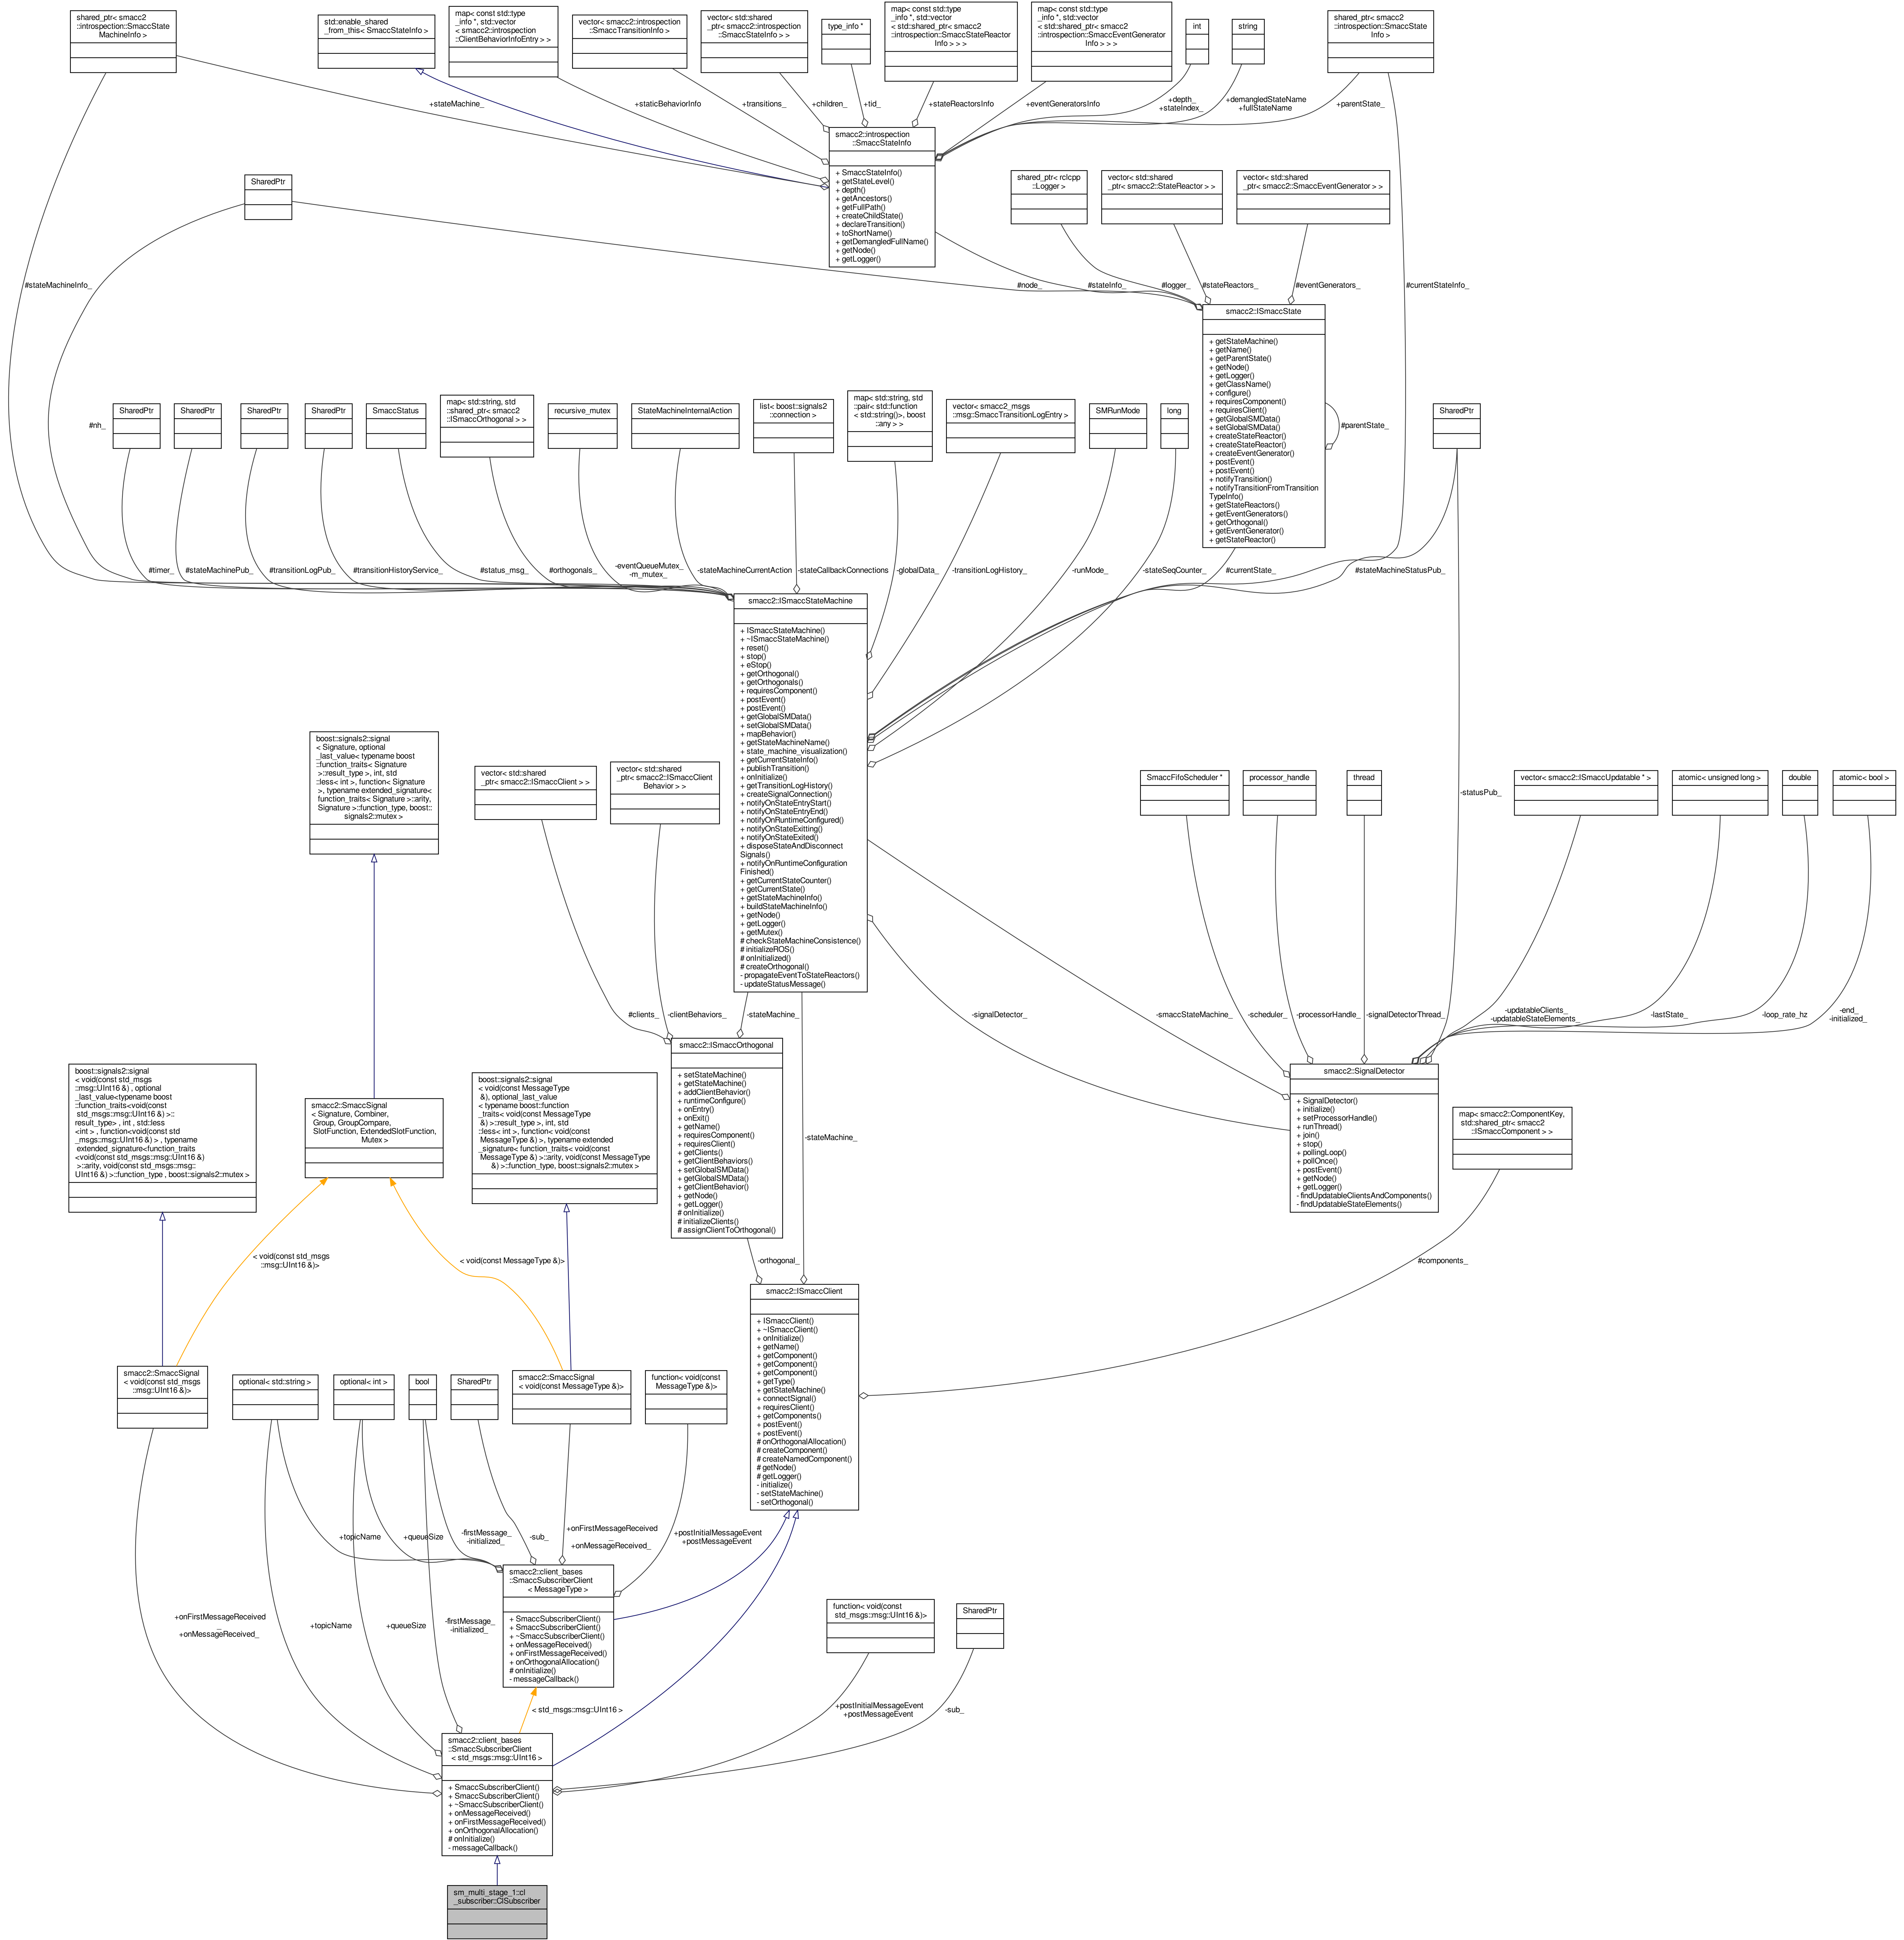 shared_ptr< smacc2
::introspection::SmaccState
MachineInfo >
std::enable_shared
_from_this< SmaccStateInfo >
map< const std::type
_info *, std::vector
< smacc2::introspection
::ClientBehaviorInfoEntry > >
vector< smacc2::introspection
::SmaccTransitionInfo >
vector< std::shared
_ptr< smacc2::introspection
::SmaccStateInfo > >
type_info *
map< const std::type
_info *, std::vector
< std::shared_ptr< smacc2
::introspection::SmaccStateReactor
Info > > >
map< const std::type
_info *, std::vector
< std::shared_ptr< smacc2
::introspection::SmaccEventGenerator
Info > > >
int
string
shared_ptr< smacc2
::introspection::SmaccState
Info >
+stateMachine_
+staticBehaviorInfo
+transitions_
+children_
+tid_
+stateReactorsInfo
+eventGeneratorsInfo
+depth_
+stateIndex_
+demangledStateName
+fullStateName
+parentState_
smacc2::introspection
::SmaccStateInfo
+ SmaccStateInfo()
+ getStateLevel()
+ depth()
+ getAncestors()
+ getFullPath()
+ createChildState()
+ declareTransition()
+ toShortName()
+ getDemangledFullName()
+ getNode()
+ getLogger()
SharedPtr
shared_ptr< rclcpp
::Logger >
vector< std::shared
_ptr< smacc2::StateReactor > >
vector< std::shared
_ptr< smacc2::SmaccEventGenerator > >
#stateMachineInfo_
#node_
#stateInfo_
#logger_
#stateReactors_
#eventGenerators_
#currentStateInfo_
smacc2::ISmaccState
+ getStateMachine()
+ getName()
+ getParentState()
+ getNode()
+ getLogger()
+ getClassName()
+ configure()
+ requiresComponent()
+ requiresClient()
+ getGlobalSMData()
+ setGlobalSMData()
+ createStateReactor()
+ createStateReactor()
+ createEventGenerator()
+ postEvent()
+ postEvent()
+ notifyTransition()
+ notifyTransitionFromTransition
TypeInfo()
+ getStateReactors()
+ getEventGenerators()
+ getOrthogonal()
+ getEventGenerator()
+ getStateReactor()
#parentState_
#nh_
SharedPtr
SharedPtr
SharedPtr
SharedPtr
SmaccStatus
map< std::string, std
::shared_ptr< smacc2
::ISmaccOrthogonal > >
recursive_mutex
StateMachineInternalAction
list< boost::signals2
::connection >
map< std::string, std
::pair< std::function
< std::string()>, boost
::any > >
vector< smacc2_msgs
::msg::SmaccTransitionLogEntry >
SMRunMode
long
SharedPtr
#timer_
#stateMachinePub_
#transitionLogPub_
#transitionHistoryService_
#status_msg_
#orthogonals_
-eventQueueMutex_
-m_mutex_
-stateMachineCurrentAction
-stateCallbackConnections
-globalData_
-transitionLogHistory_
-runMode_
-stateSeqCounter_
#currentState_
#stateMachineStatusPub_
smacc2::ISmaccStateMachine
+ ISmaccStateMachine()
+ ~ISmaccStateMachine()
+ reset()
+ stop()
+ eStop()
+ getOrthogonal()
+ getOrthogonals()
+ requiresComponent()
+ postEvent()
+ postEvent()
+ getGlobalSMData()
+ setGlobalSMData()
+ mapBehavior()
+ getStateMachineName()
+ state_machine_visualization()
+ getCurrentStateInfo()
+ publishTransition()
+ onInitialize()
+ getTransitionLogHistory()
+ createSignalConnection()
+ notifyOnStateEntryStart()
+ notifyOnStateEntryEnd()
+ notifyOnRuntimeConfigured()
+ notifyOnStateExitting()
+ notifyOnStateExited()
+ disposeStateAndDisconnect
Signals()
+ notifyOnRuntimeConfiguration
Finished()
+ getCurrentStateCounter()
+ getCurrentState()
+ getStateMachineInfo()
+ buildStateMachineInfo()
+ getNode()
+ getLogger()
+ getMutex()
# checkStateMachineConsistence()
# initializeROS()
# onInitialized()
# createOrthogonal()
- propagateEventToStateReactors()
- updateStatusMessage()
boost::signals2::signal
< Signature, optional
_last_value< typename boost
::function_traits< Signature
>::result_type >, int, std
::less< int >, function< Signature
>, typename extended_signature<
function_traits< Signature >::arity,
Signature >::function_type, boost::
signals2::mutex >
vector< std::shared
_ptr< smacc2::ISmaccClient > >
vector< std::shared
_ptr< smacc2::ISmaccClient
Behavior > >
SmaccFifoScheduler *
processor_handle
thread
-statusPub_
vector< smacc2::ISmaccUpdatable * >
atomic< unsigned long >
double
atomic< bool >
#clients_
-clientBehaviors_
-stateMachine_
-signalDetector_
-smaccStateMachine_
-scheduler_
-processorHandle_
-signalDetectorThread_
-updatableClients_
-updatableStateElements_
-lastState_
-loop_rate_hz
-end_
-initialized_
smacc2::ISmaccOrthogonal
+ setStateMachine()
+ getStateMachine()
+ addClientBehavior()
+ runtimeConfigure()
+ onEntry()
+ onExit()
+ getName()
+ requiresComponent()
+ requiresClient()
+ getClients()
+ getClientBehaviors()
+ setGlobalSMData()
+ getGlobalSMData()
+ getClientBehavior()
+ getNode()
+ getLogger()
# onInitialize()
# initializeClients()
# assignClientToOrthogonal()
smacc2::SignalDetector
+ SignalDetector()
+ initialize()
+ setProcessorHandle()
+ runThread()
+ join()
+ stop()
+ pollingLoop()
+ pollOnce()
+ postEvent()
+ getNode()
+ getLogger()
- findUpdatableClientsAndComponents()
- findUpdatableStateElements()
map< smacc2::ComponentKey,
std::shared_ptr< smacc2
::ISmaccComponent > >
boost::signals2::signal
< void(const std_msgs
::msg::UInt16 &) , optional
_last_value<typename boost
::function_traits<void(const
std_msgs::msg::UInt16 &) >::
result_type> , int , std::less
<int > , function<void(const std
_msgs::msg::UInt16 &) > , typename
extended_signature<function_traits
<void(const std_msgs::msg::UInt16 &)
>::arity, void(const std_msgs::msg::
UInt16 &) >::function_type , boost::signals2::mutex >
smacc2::SmaccSignal
< Signature, Combiner,
Group, GroupCompare,
SlotFunction, ExtendedSlotFunction,
Mutex >
boost::signals2::signal
< void(const MessageType
&), optional_last_value
< typename boost::function
_traits< void(const MessageType
&) >::result_type >, int, std
::less< int >, function< void(const
MessageType &) >, typename extended
_signature< function_traits< void(const
MessageType &) >::arity, void(const MessageType
&) >::function_type, boost::signals2::mutex >
-stateMachine_
< void(const std_msgs
::msg::UInt16 &)>
< void(const MessageType &)>
-orthogonal_
#components_
smacc2::ISmaccClient
+ ISmaccClient()
+ ~ISmaccClient()
+ onInitialize()
+ getName()
+ getComponent()
+ getComponent()
+ getComponent()
+ getType()
+ getStateMachine()
+ connectSignal()
+ requiresClient()
+ getComponents()
+ postEvent()
+ postEvent()
# onOrthogonalAllocation()
# createComponent()
# createNamedComponent()
# getNode()
# getLogger()
- initialize()
- setStateMachine()
- setOrthogonal()
smacc2::SmaccSignal
< void(const std_msgs
::msg::UInt16 &)>
optional< std::string >
optional< int >
bool
SharedPtr
smacc2::SmaccSignal
< void(const MessageType &)>
function< void(const
MessageType &)>
+topicName
+queueSize
-firstMessage_
-initialized_
-sub_
+onFirstMessageReceived
_
+onMessageReceived_
+postInitialMessageEvent
+postMessageEvent
smacc2::client_bases
::SmaccSubscriberClient
< MessageType >
+ SmaccSubscriberClient()
+ SmaccSubscriberClient()
+ ~SmaccSubscriberClient()
+ onMessageReceived()
+ onFirstMessageReceived()
+ onOrthogonalAllocation()
# onInitialize()
- messageCallback()
function< void(const
std_msgs::msg::UInt16 &)>
SharedPtr
+onFirstMessageReceived
_
+onMessageReceived_
+topicName
+queueSize
-firstMessage_
-initialized_
< std_msgs::msg::UInt16 >
+postInitialMessageEvent
+postMessageEvent
-sub_
smacc2::client_bases
::SmaccSubscriberClient
< std_msgs::msg::UInt16 >
+ SmaccSubscriberClient()
+ SmaccSubscriberClient()
+ ~SmaccSubscriberClient()
+ onMessageReceived()
+ onFirstMessageReceived()
+ onOrthogonalAllocation()
# onInitialize()
- messageCallback()
sm_multi_stage_1::cl
_subscriber::ClSubscriber